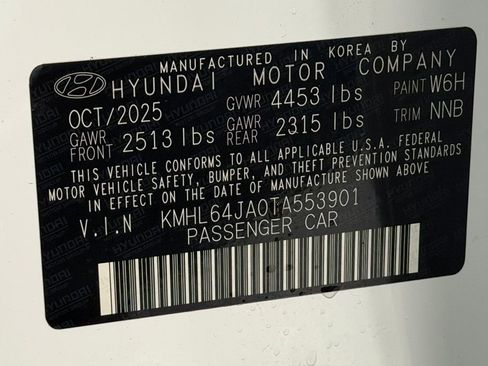 MANUFACTURED IN KOREA BY
HYUNDAI MOTOR COMPANY
OCT/2025 GVWR 4453 lbs PAINT W6H
GAWR FRONT 2513 lbs GAWR REAR 2315 lbs TRIM NNB
THIS VEHICLE CONFORMS TO ALL APPLICABLE U.S.A. FEDERAL
MOTOR VEHICLE SAFETY, BUMPER, AND THEFT PREVENTION STANDARDS
IN EFFECT ON THE DATE OF MANUFACTURE SHOWN ABOVE.
V.I.N KMHL64JA0TA553901
PASSENGER CAR